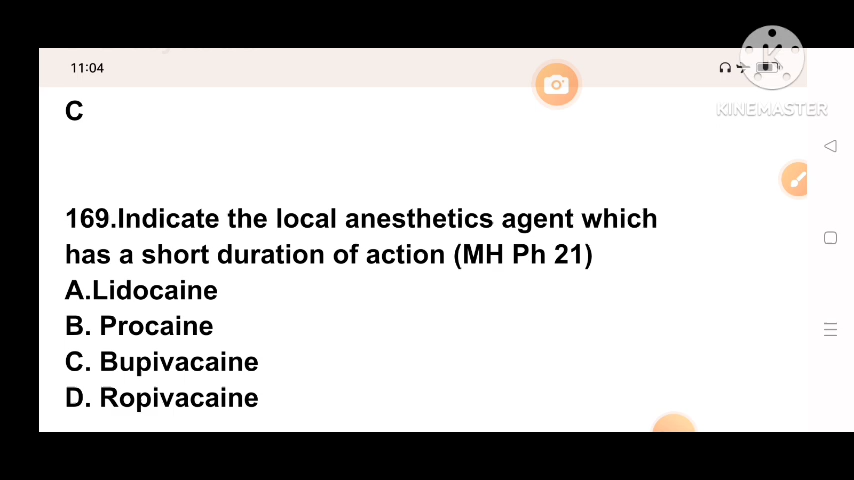 11:04
KINEMASTER
C
169.Indicate the local anesthetics agent which
has a short duration of action (MH Ph 21)
A.Lidocaine
B. Procaine
C. Bupivacaine
D. Ropivacaine